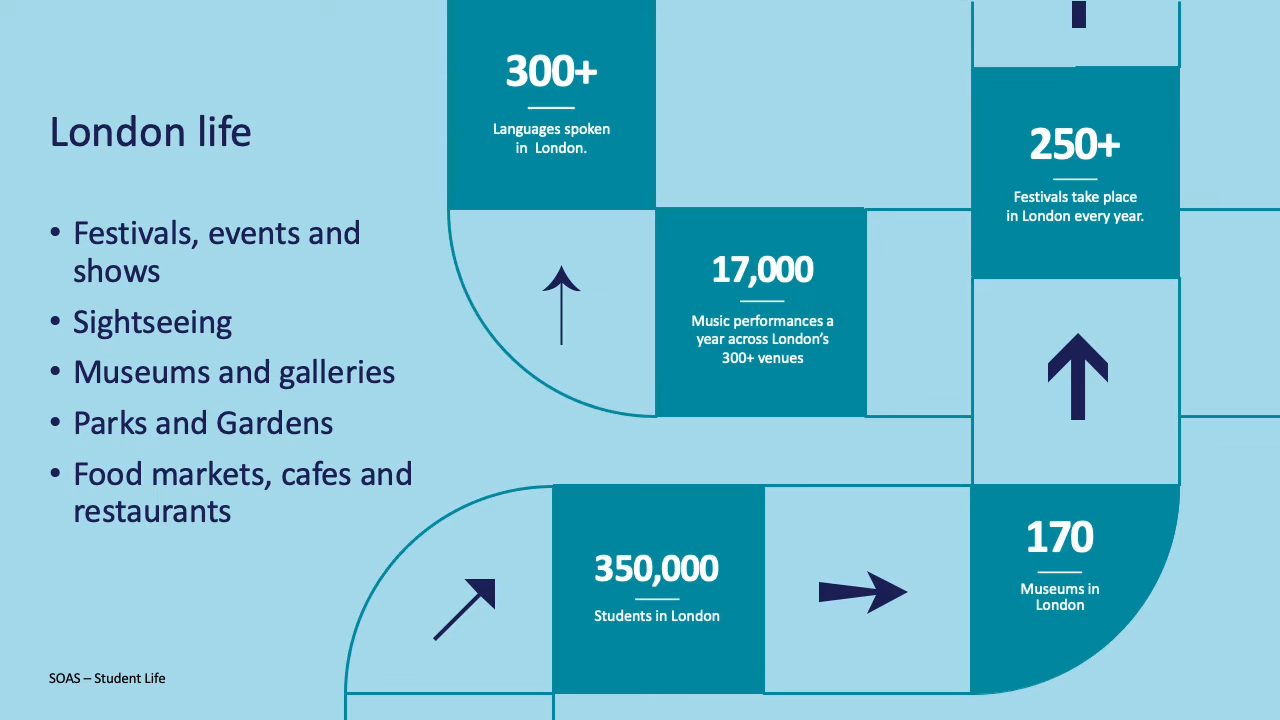 London life
• Festivals, events and
shows
• Sightseeing
• Museums and galleries
• Parks and Gardens
• Food markets, cafes and
restaurants
300+
Languages spoken
in London.
17,000
Music performances a
year across London’s
300+ venues
250+
Festivals take place
in London every year.
350,000
Students in London
170
Museums in
London
SOAS – Student Life